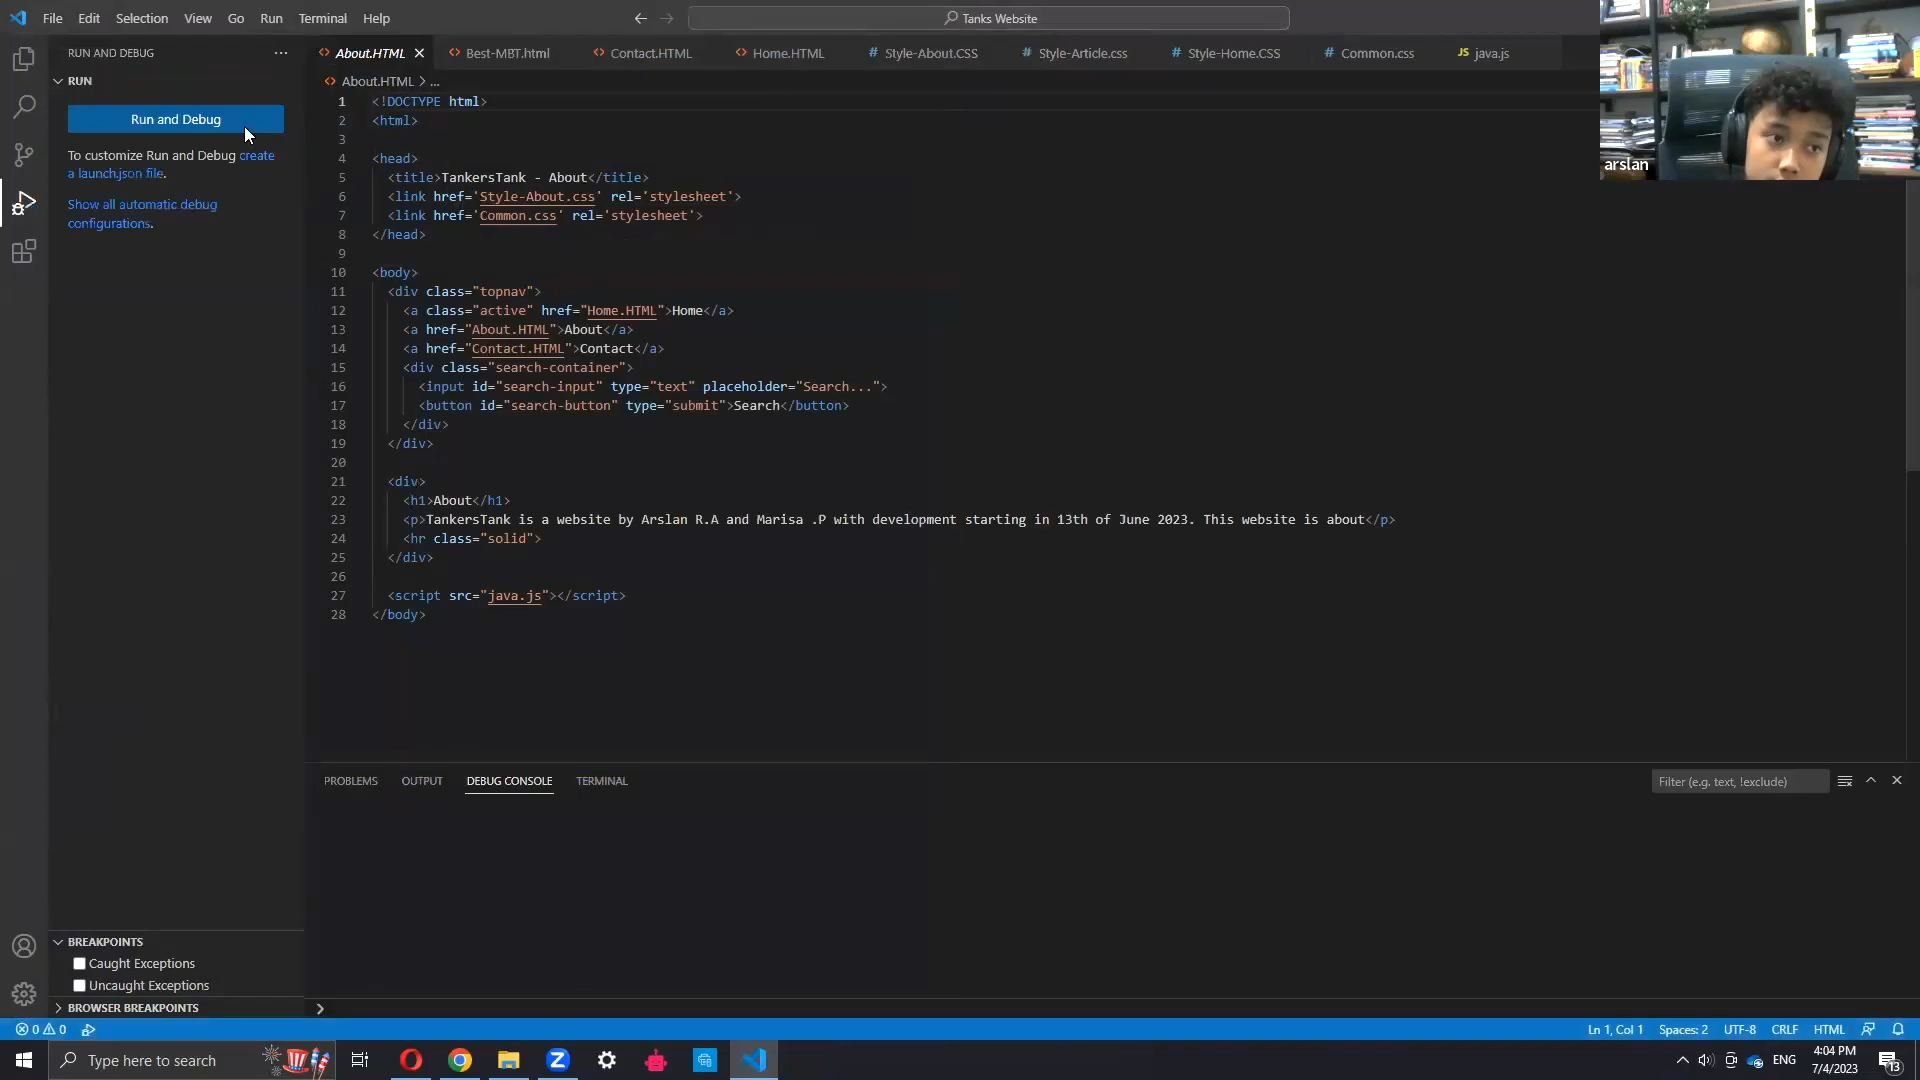 File Edit Selection View Go Run Terminal Help
Tanks Website
RUN AND DEBUG
About.HTML
Best-MBT.html
Contact.HTML
Home.HTML
# Style-About.CSS
# Style-Article.css
# Style-Home.CSS
# Common.css
JS java.js
RUN
Run and Debug
To customize Run and Debug create
a launch.json file.
Show all automatic debug
configurations.
About.HTML > ...
1 <!DOCTYPE html>
2 <html>
3
4 <head>
5 <title>TankersTank - About</title>
6 <link href='Style-About.css' rel='stylesheet'>
7 <link href='Common.css' rel='stylesheet'>
8 </head>
9
10 <body>
11 <div class="topnav">
12 <a class="active" href="Home.HTML">Home</a>
13 <a href="About.HTML">About</a>
14 <a href="Contact.HTML">Contact</a>
15 <div class="search-container">
16 <input id="search-input" type="text" placeholder="Search...">
17 <button id="search-button" type="submit">Search</button>
18 </div>
19 </div>
20
21 <div>
22 <h1>About</h1>
23 <p>TankersTank is a website by Arslan R.A and Marisa .P with development starting in 13th of June 2023. This website is about</p>
24 <hr class="solid">
25 </div>
26
27 <script src="java.js"></script>
28 </body>
arslan
PROBLEMS OUTPUT DEBUG CONSOLE TERMINAL
Filter (e.g. text, !exclude)
BREAKPOINTS
Caught Exceptions
Uncaught Exceptions
BROWSER BREAKPOINTS
0 0
Ln 1, Col 1 Spaces: 2 UTF-8 CRLF HTML
Type here to search
ENG
4:04 PM
7/4/2023
13